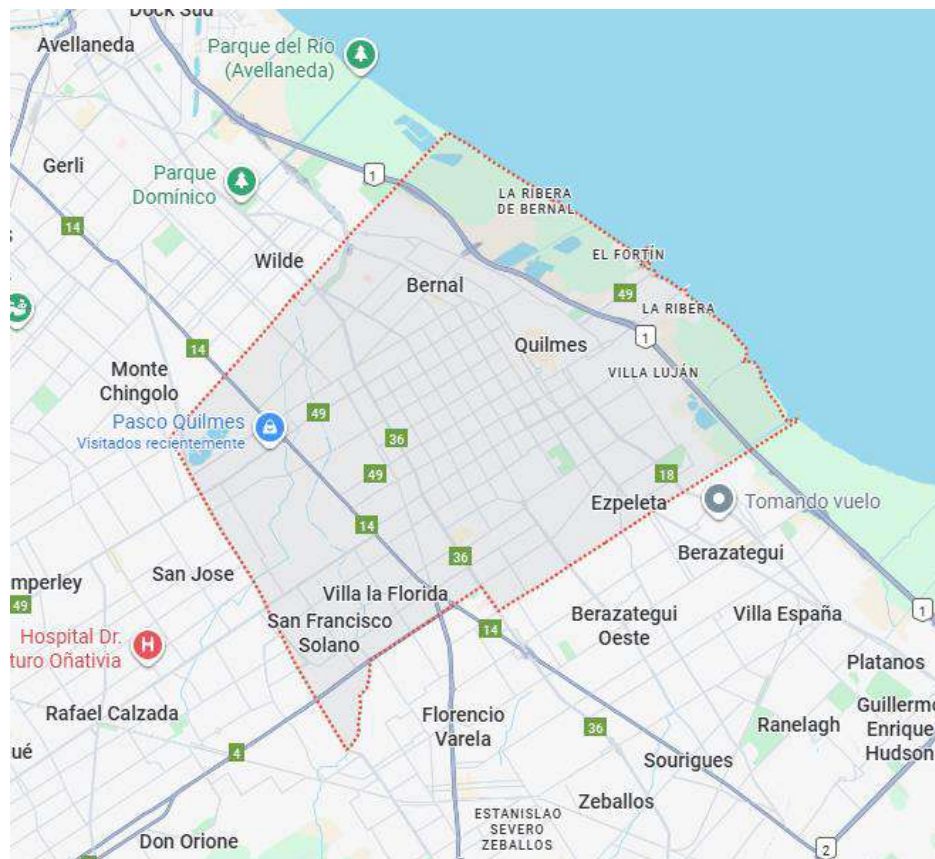 Dock Sud
Avellaneda
Parque del Río
(Avellaneda)
Gerli
Parque
Domínico
1
LA RIBERA
DE BERNAL
14
Wilde
EL FORTÍN
Bernal
49
LA RIBERA
1
Quilmes
14
Monte
Chingolo
VILLA LUJÁN
49
Pasco Quilmes
Visitados recientemente
36
49
18
Ezpeleta
Tomando vuelo
14
36
Berazategui
San Jose
mperley
49
Villa la Florida
San Francisco
Solano
14
Berazategui
Oeste
Villa España
1
Hospital Dr.
turo Oñativia
Platanos
Rafael Calzada
Florencio
Varela
36
Ranelagh
Guillermo
Enrique
Hudson
ué
4
Sourigues
Zeballos
ESTANISLAO
SEVERO
ZEBALLOS
Don Orione
2